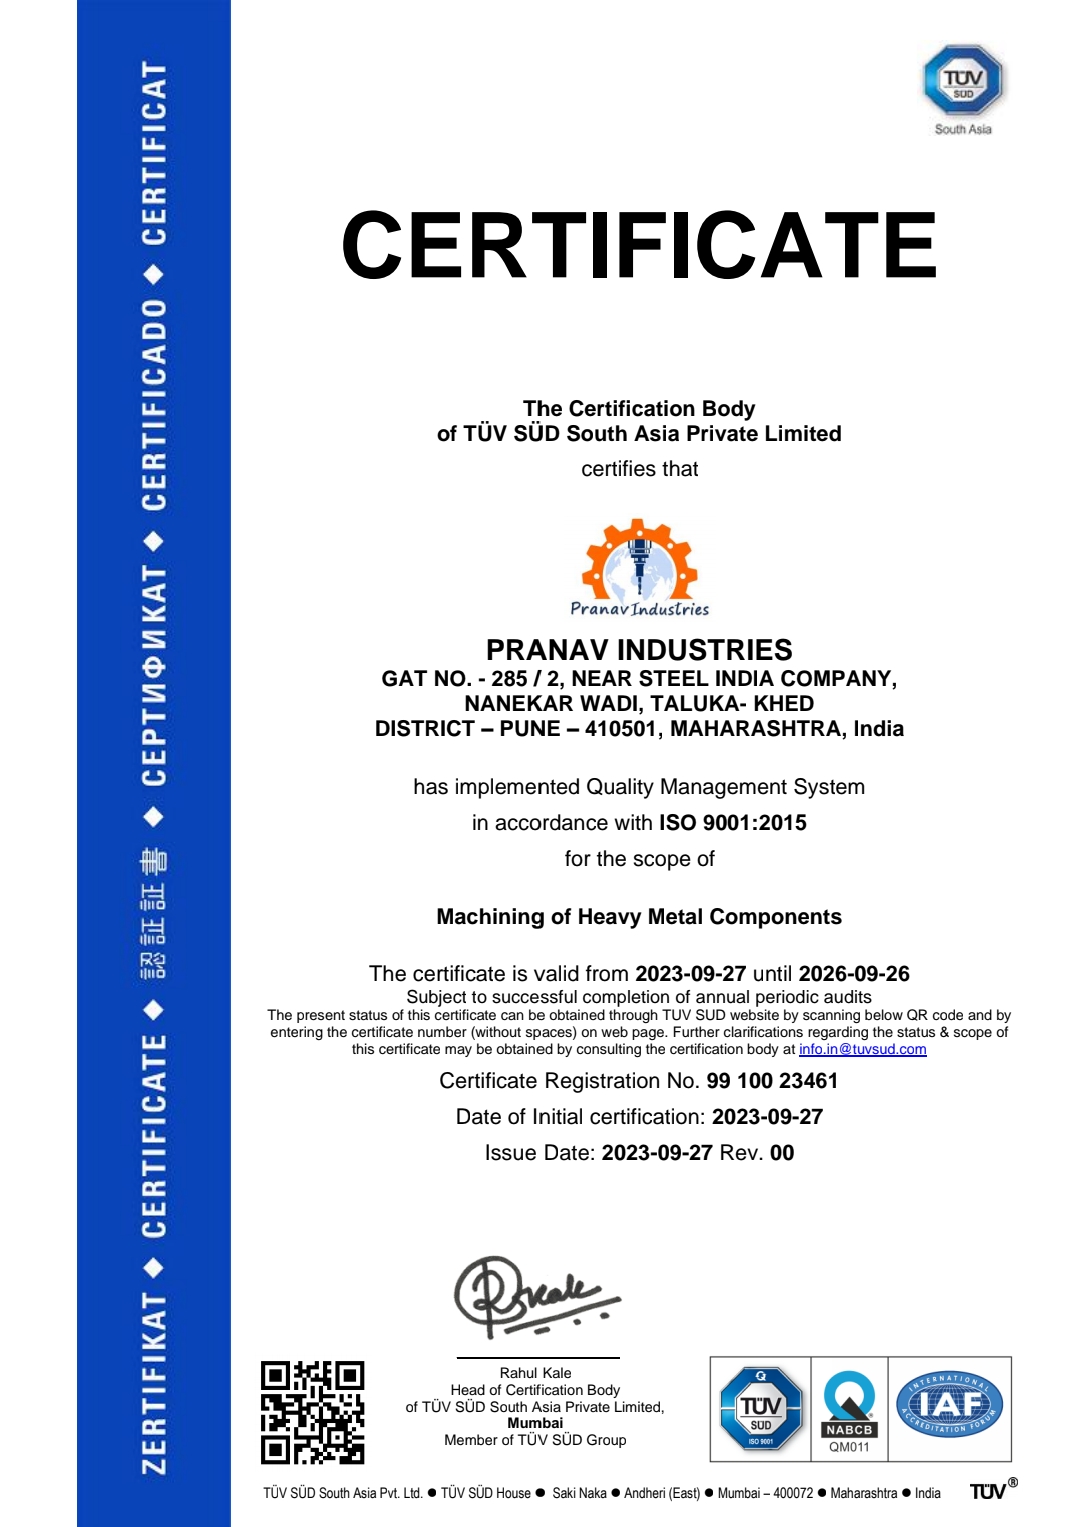 ZERTIFIKAT ◆ CERTIFICATE ◆ 認証証書 ◆ СЕРТИФИКАТ ◆ CERTIFICADO ◆ CERTIFICAT
TÜV
SÜD
South Asia
CERTIFICATE
The Certification Body
of TÜV SÜD South Asia Private Limited
certifies that
Pranav Industries
PRANAV INDUSTRIES
GAT NO. - 285 / 2, NEAR STEEL INDIA COMPANY,
NANEKAR WADI, TALUKA- KHED
DISTRICT – PUNE – 410501, MAHARASHTRA, India
has implemented Quality Management System
in accordance with ISO 9001:2015
for the scope of
Machining of Heavy Metal Components
The certificate is valid from 2023-09-27 until 2026-09-26
Subject to successful completion of annual periodic audits
The present status of this certificate can be obtained through TUV SUD website by scanning below QR code and by
entering the certificate number (without spaces) on web page. Further clarifications regarding the status & scope of
this certificate may be obtained by consulting the certification body at info.in@tuvsud.com
Certificate Registration No. 99 100 23461
Date of Initial certification: 2023-09-27
Issue Date: 2023-09-27 Rev. 00
RKale
Rahul Kale
Head of Certification Body
of TÜV SÜD South Asia Private Limited,
Mumbai
Member of TÜV SÜD Group
Q
TÜV
SÜD
ISO 9001
NABCB
QM011
INTERNATIONAL
IAF
ACCREDITATION FORUM
TÜV SÜD South Asia Pvt. Ltd. ● TÜV SÜD House ● Saki Naka ● Andheri (East) ● Mumbai – 400072 ● Maharashtra ● India
TÜV®